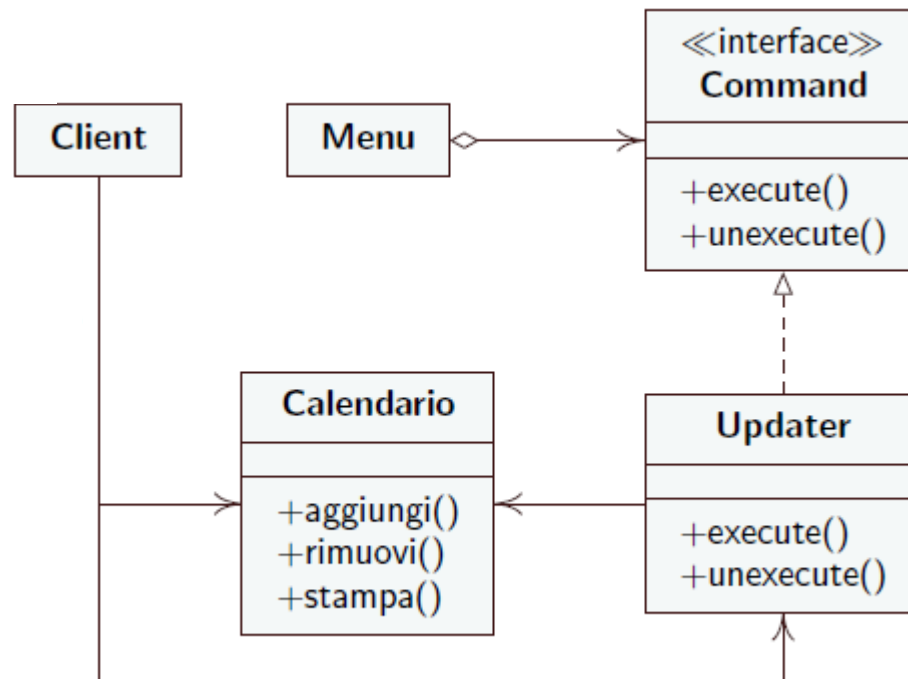 Client
Menu
≪interface≫
Command
+execute()
+unexecute()
Calendario
+aggiungi()
+rimuovi()
+stampa()
Updater
+execute()
+unexecute()